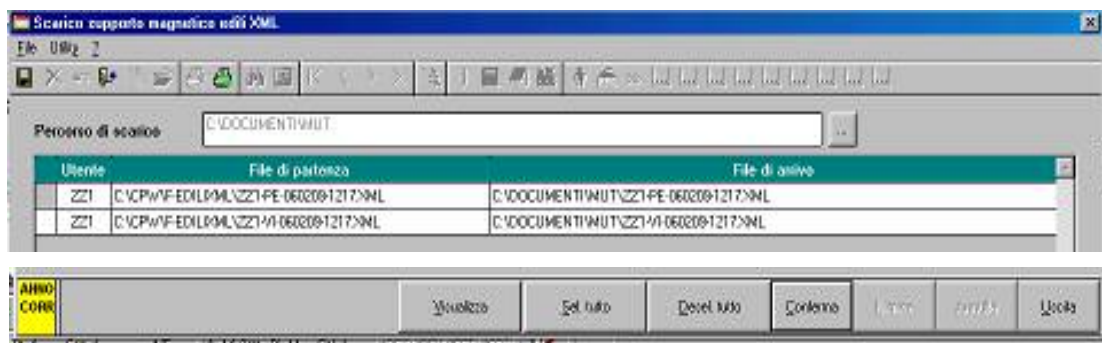 Scarico supporto magnetico edili XML
File Utility ?
Percorso di scarico C:\DOCUMENTI\MUT
Utente File di partenza File di arrivo
ZZ1 C:\CPW\F-EDILI\XML\ZZ1-PE-060209-1217.XML C:\DOCUMENTI\MUT\ZZ1-PE-060209-1217.XML
ZZ1 C:\CPW\F-EDILI\XML\ZZ1-VI-060209-1217.XML C:\DOCUMENTI\MUT\ZZ1-VI-060209-1217.XML
ANNO
CORR Visualizza Sel. tutto Desel. tutto Conferma Uscita